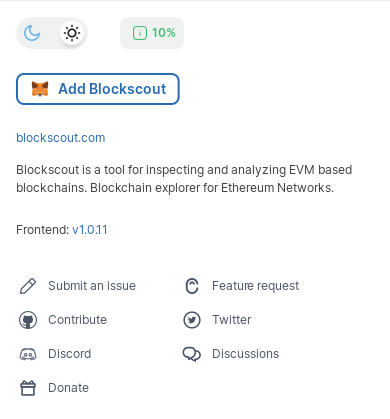 10%
Add Blockscout
blockscout.com
Blockscout is a tool for inspecting and analyzing EVM based
blockchains. Blockchain explorer for Ethereum Networks.
Frontend: v1.0.11
Submit an issue
Feature request
Contribute
Twitter
Discord
Discussions
Donate